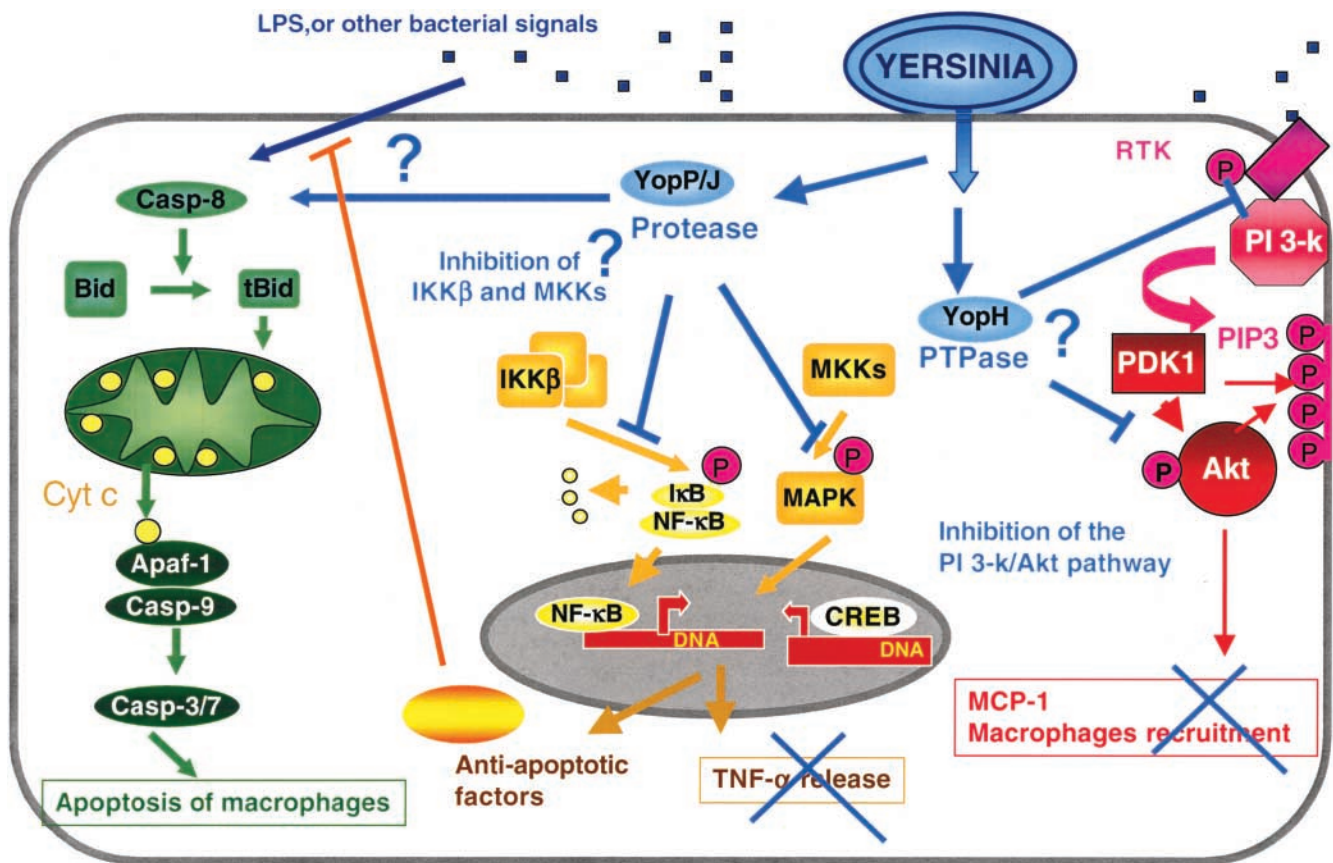 LPS,or other bacterial signals
YERSINIA
RTK
P
?
YopP/J
Protease
Casp-8
PI 3-k
Inhibition of
IKKβ and MKKs
?
Bid
tBid
YopH
PTPase
?
PIP3
P
PDK1
P
IKKβ
MKKs
P
P
Akt
P
P
P
Cyt c
IκB
NF-κB
MAPK
Inhibition of the
PI 3-k/Akt pathway
Apaf-1
Casp-9
NF-κB
DNA
CREB
DNA
Casp-3/7
MCP-1
Macrophages recruitment
Anti-apoptotic
factors
TNF-α release
Apoptosis of macrophages